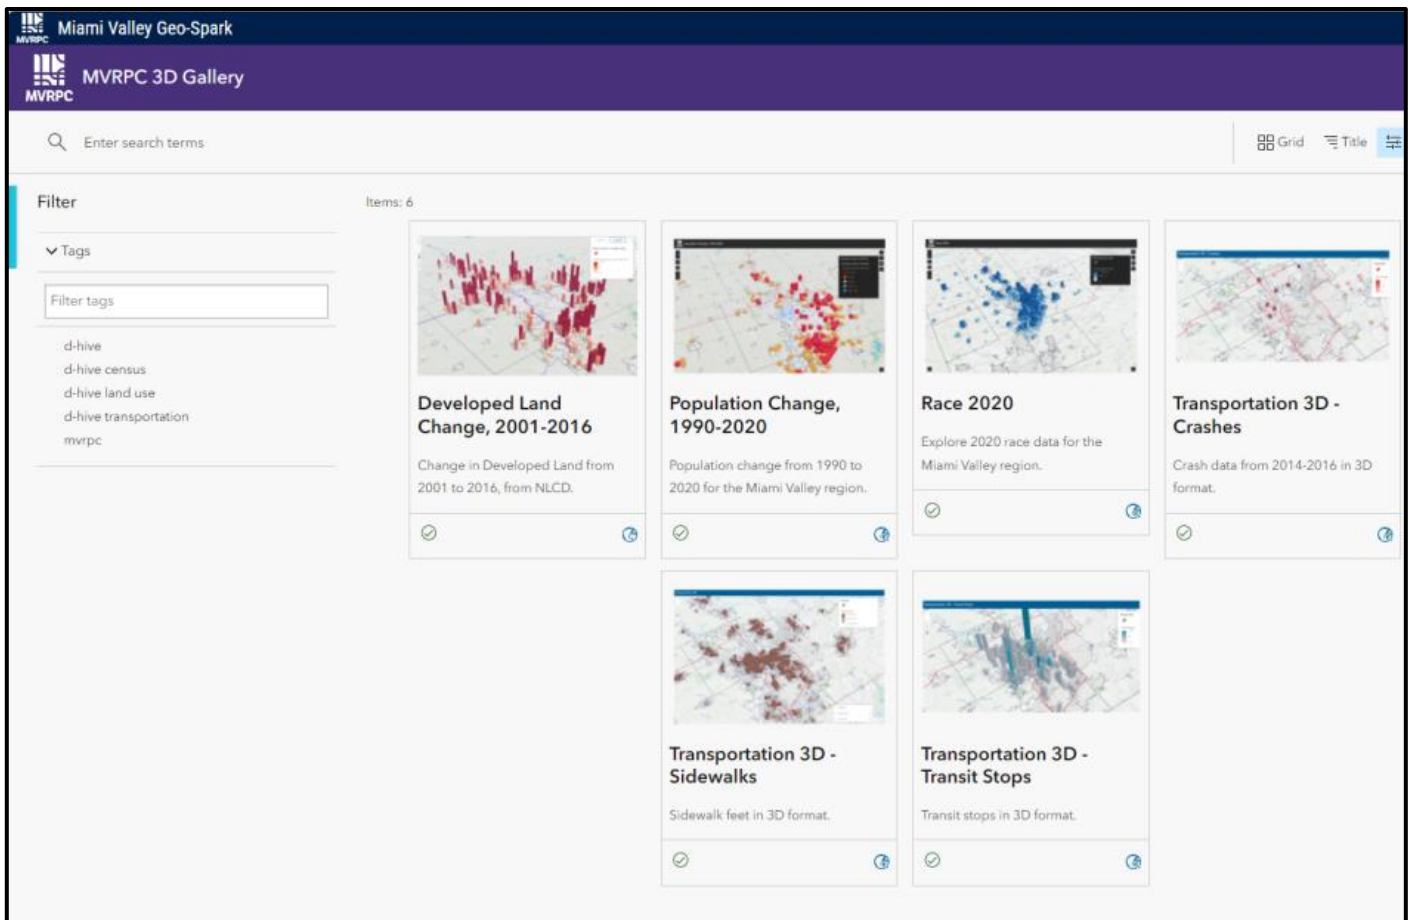 MVRPC
Miami Valley Geo-Spark
MVRPC
MVRPC 3D Gallery
Enter search terms
Grid
Title
Filter
Items: 6
Tags
Filter tags
d-hive
d-hive census
d-hive land use
d-hive transportation
mvrpc
Developed Land
Change, 2001-2016
Change in Developed Land from
2001 to 2016, from NLCD.
Population Change,
1990-2020
Population change from 1990 to
2020 for the Miami Valley region.
Race 2020
Explore 2020 race data for the
Miami Valley region.
Transportation 3D -
Crashes
Crash data from 2014-2016 in 3D
format.
Transportation 3D -
Sidewalks
Sidewalk feet in 3D format.
Transportation 3D -
Transit Stops
Transit stops in 3D format.